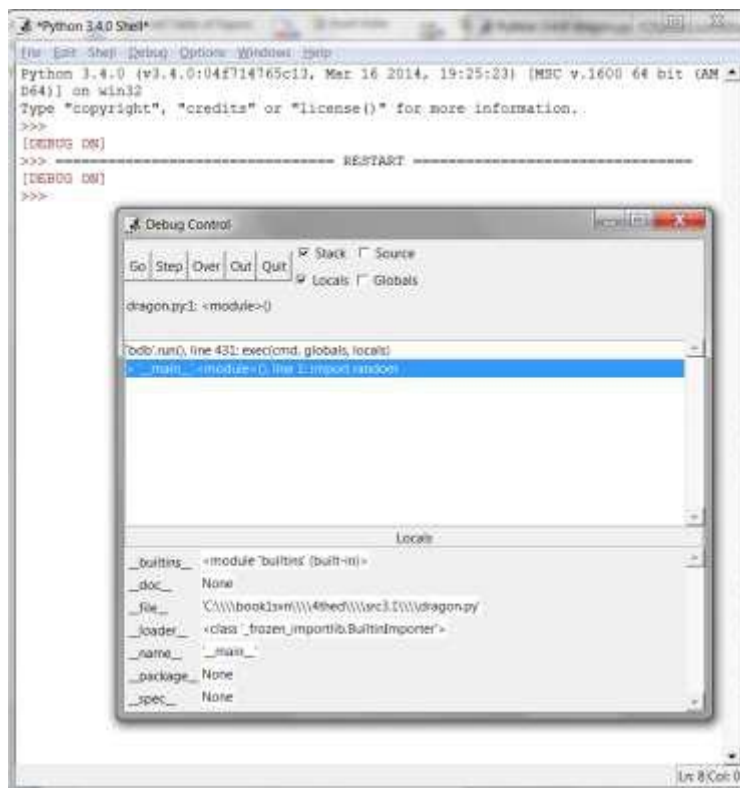 *Python 3.4.0 Shell*
File Edit Shell Debug Options Windows Help
Python 3.4.0 (v3.4.0:04f714765c13, Mar 16 2014, 19:25:23) [MSC v.1600 64 bit (AM
D64)] on win32
Type "copyright", "credits" or "license()" for more information.
>>>
[DEBUG ON]
>>> ================================ RESTART ================================
[DEBUG ON]
>>>
Debug Control
Go Step Over Out Quit
Stack Source
Locals Globals
dragon.py:1: <module>()
'bdb'.run(), line 431: exec(cmd, globals, locals)
> '__main__'.<module>(), line 1: import random
Locals
__builtins__ <module 'builtins' (built-in)>
__doc__ None
__file__ 'C:\\\\book1svn\\\\4thed\\\\src3.1\\\\dragon.py'
__loader__ <class '_frozen_importlib.BuiltinImporter'>
__name__ '__main__'
__package__ None
__spec__ None
Ln: 8 Col: 0